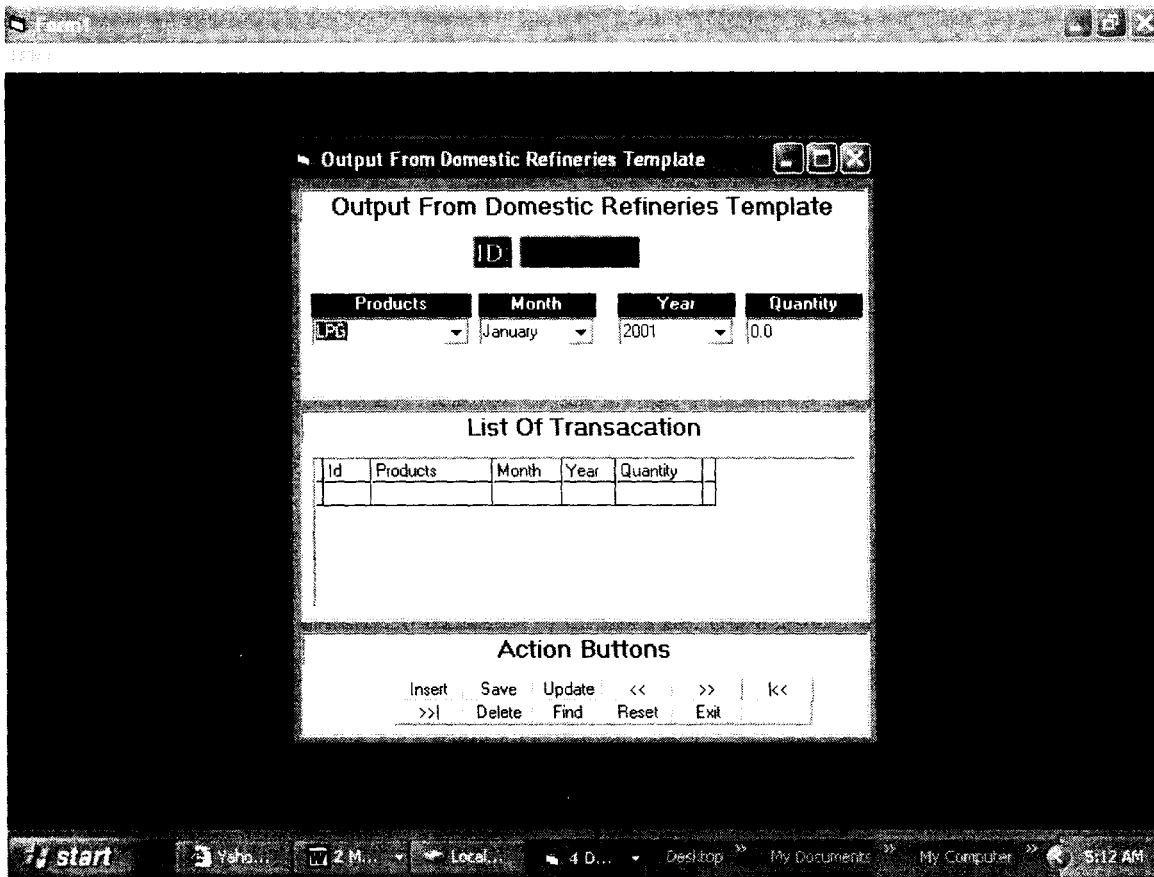 Form1
Output From Domestic Refineries Template
Output From Domestic Refineries Template
ID:
Products Month Year Quantity
LPG January 2001 0.0
List Of Transacation
Id Products Month Year Quantity
Action Buttons
Insert Save Update << >> |<<
>>| Delete Find Reset Exit
start Yaho... 2 M... Local... 4 D... Desktop » My Documents » My Computer » 5:12 AM